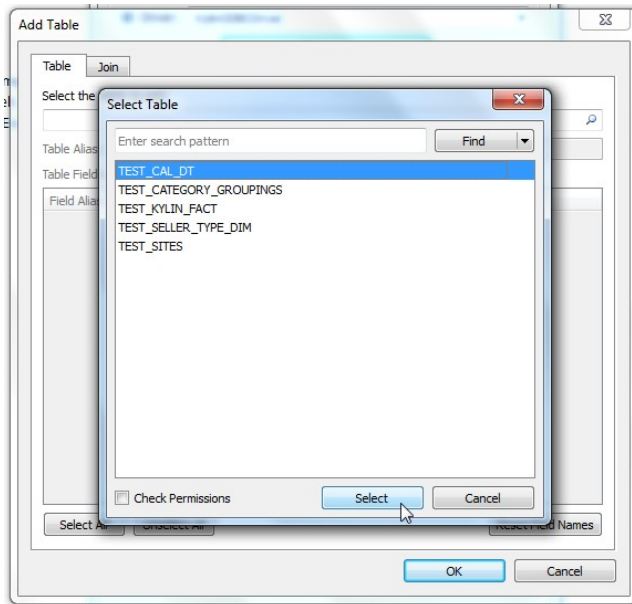 Add Table
Table
Join
Select the
Select Table
Enter search pattern
Find
Table Alias
Table Field
Field Alia
TEST_CAL_DT
TEST_CATEGORY_GROUPINGS
TEST_KYLIN_FACT
TEST_SELLER_TYPE_DIM
TEST_SITES
Check Permissions
Select
Cancel
Select All
Unselect All
Reset Field Names
OK
Cancel